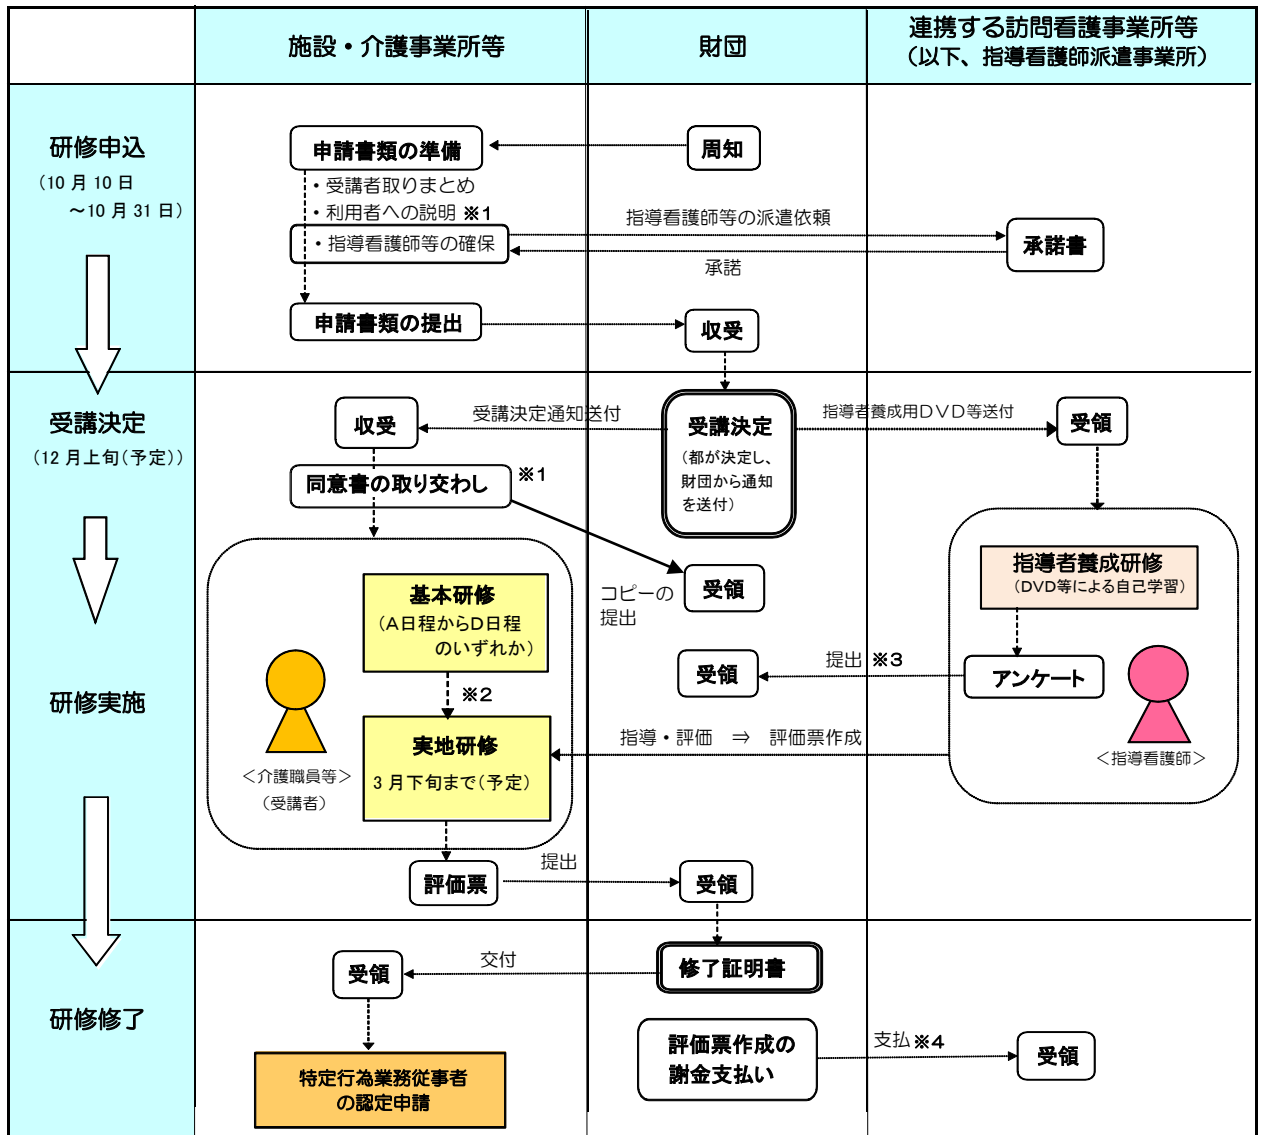 施設・介護事業所等
財団
連携する訪問看護事業所等
(以下、指導看護師派遣事業所)
研修申込
(10月10日
～10月31日)
申請書類の準備
周知
・受講者取りまとめ
・利用者への説明 ※1
・指導看護師等の確保
指導看護師等の派遣依頼
承諾書
承諾
申請書類の提出
収受
受講決定
(12月上旬(予定))
収受
受講決定通知送付
受講決定
(都が決定し、
財団から通知
を送付)
指導者養成用DVD等送付
受領
同意書の取り交わし
※1
コピーの
提出
受領
研修実施
基本研修
(A日程からD日程
のいずれか)
※2
実地研修
3月下旬まで(予定)
<介護職員等>
(受講者)
指導者養成研修
(DVD等による自己学習)
アンケート
提出 ※3
受領
<指導看護師>
指導・評価 ⇒ 評価票作成
評価票
提出
受領
研修修了
修了証明書
交付
受領
特定行為業務従事者
の認定申請
評価票作成の
謝金支払い
支払※4
受領